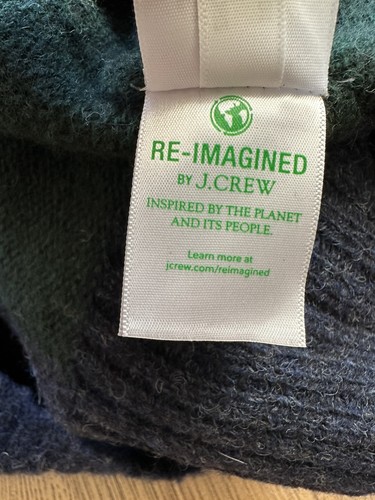 RE-IMAGINED
BY J.CREW
INSPIRED BY THE PLANET
AND ITS PEOPLE.
Learn more at
jcrew.com/reimagined